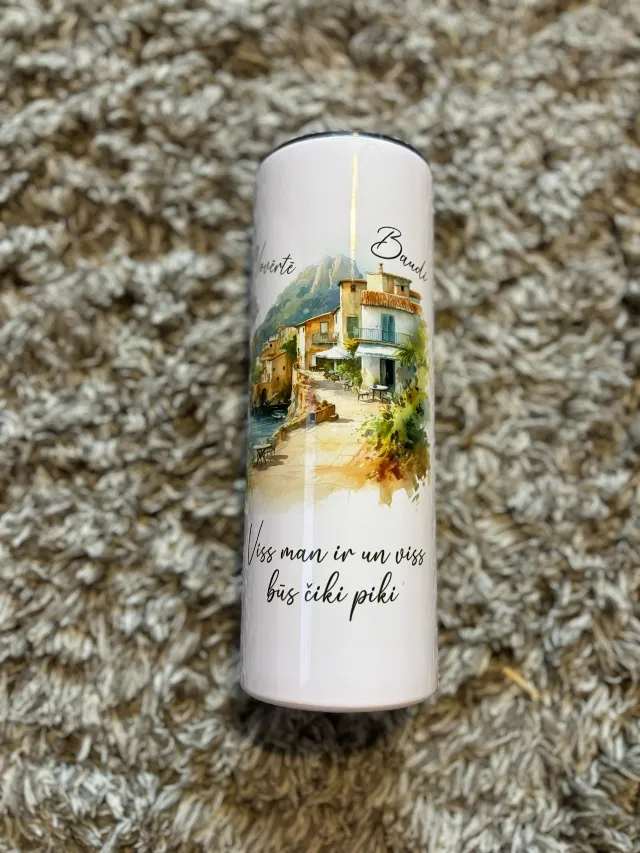 Baudi
Viss man ir un viss
būs čiki piki